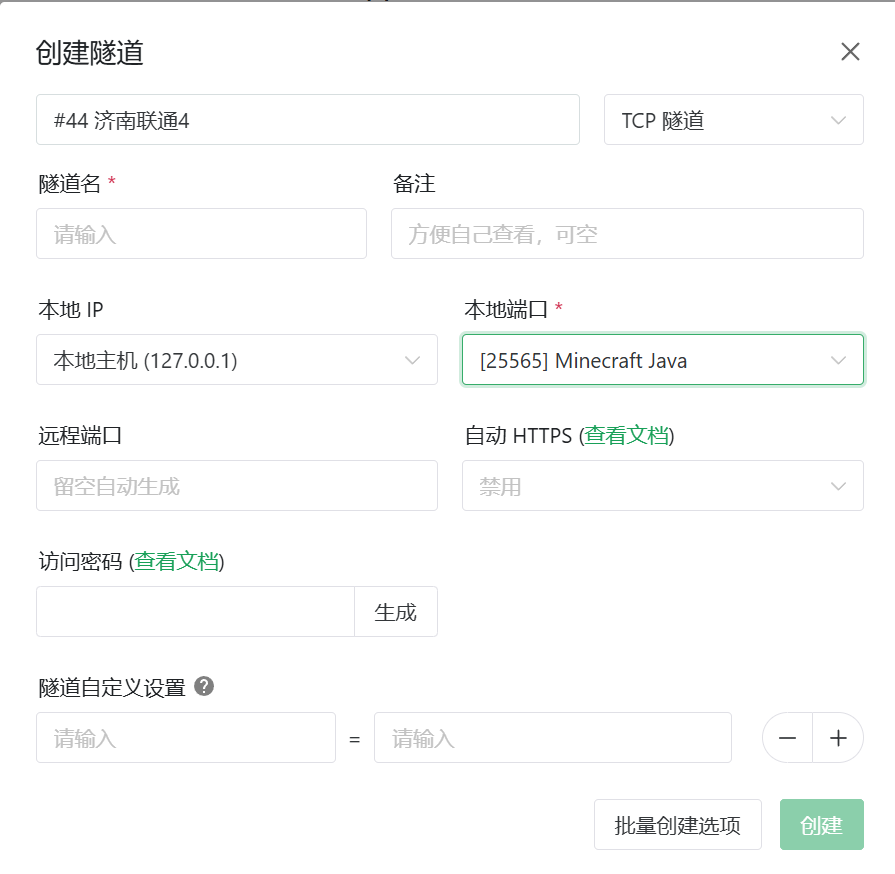 创建隧道
#44 济南联通4
TCP 隧道
隧道名 *
备注
请输入
方便自己查看，可空
本地 IP
本地端口 *
本地主机 (127.0.0.1)
[25565] Minecraft Java
远程端口
自动 HTTPS (查看文档)
留空自动生成
禁用
访问密码 (查看文档)
生成
隧道自定义设置 ?
请输入
=
请输入
批量创建选项
创建